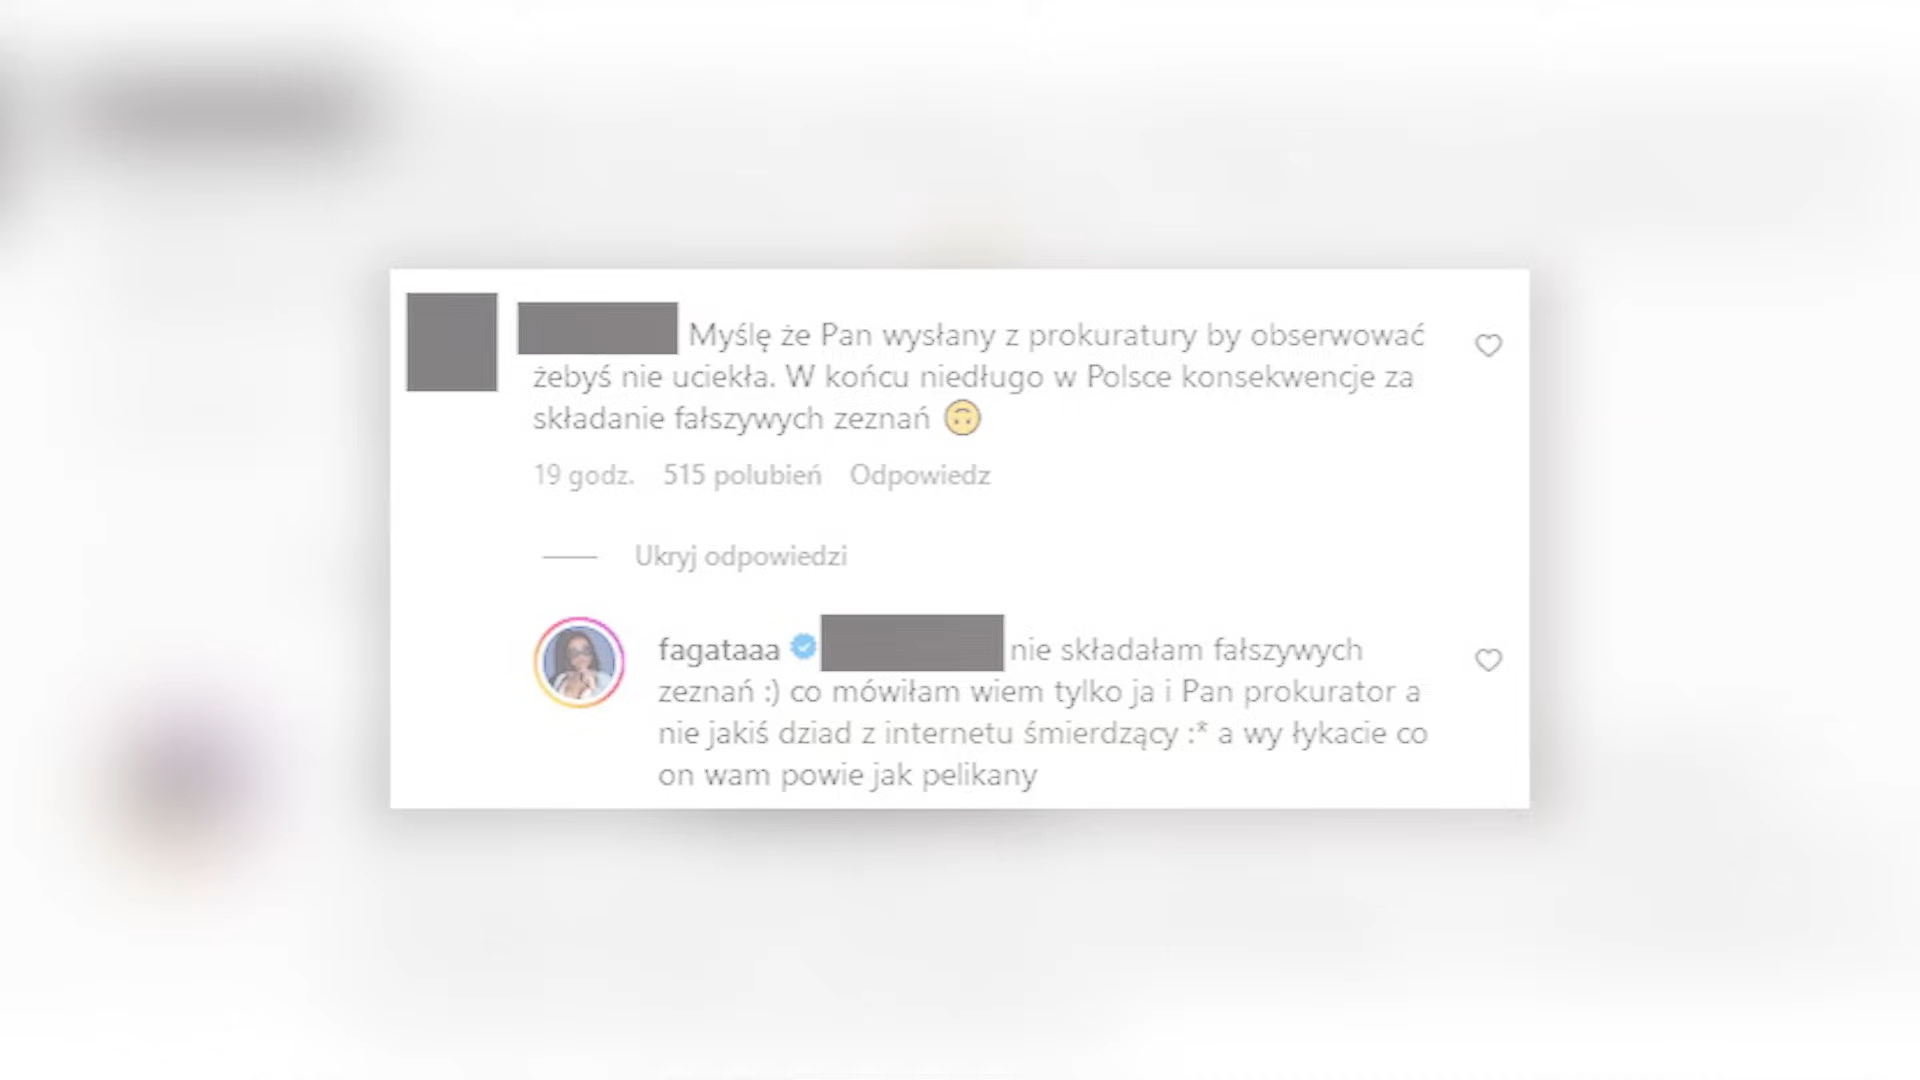 Myślę że Pan wysłany z prokuratury by obserwować
żebyś nie uciekła. W końcu niedługo w Polsce konsekwencje za
składanie fałszywych zeznań 🙃
19 godz. 515 polubień Odpowiedz
Ukryj odpowiedzi
fagataaa nie składałam fałszywych
zeznań :) co mówiłam wiem tylko ja i Pan prokurator a
nie jakiś dziad z internetu śmierdzący :* a wy łykacie co
on wam powie jak pelikany